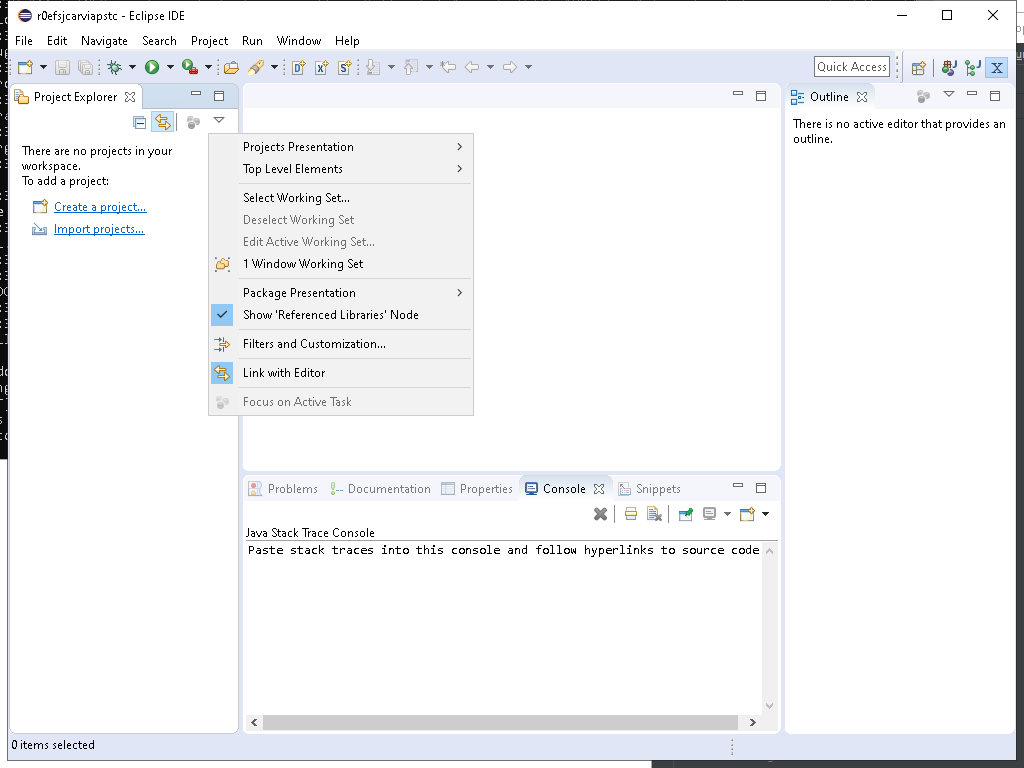 r0efsjcarviapstc - Eclipse IDE
File Edit Navigate Search Project Run Window Help
Quick Access
Project Explorer
Outline
There are no projects in your
workspace.
To add a project:
Create a project...
Import projects...
Projects Presentation
Top Level Elements
Select Working Set...
Deselect Working Set
Edit Active Working Set...
1 Window Working Set
Package Presentation
Show 'Referenced Libraries' Node
Filters and Customization...
Link with Editor
Focus on Active Task
There is no active editor that provides an
outline.
Problems Documentation Properties Console Snippets
Java Stack Trace Console
Paste stack traces into this console and follow hyperlinks to source code
0 items selected